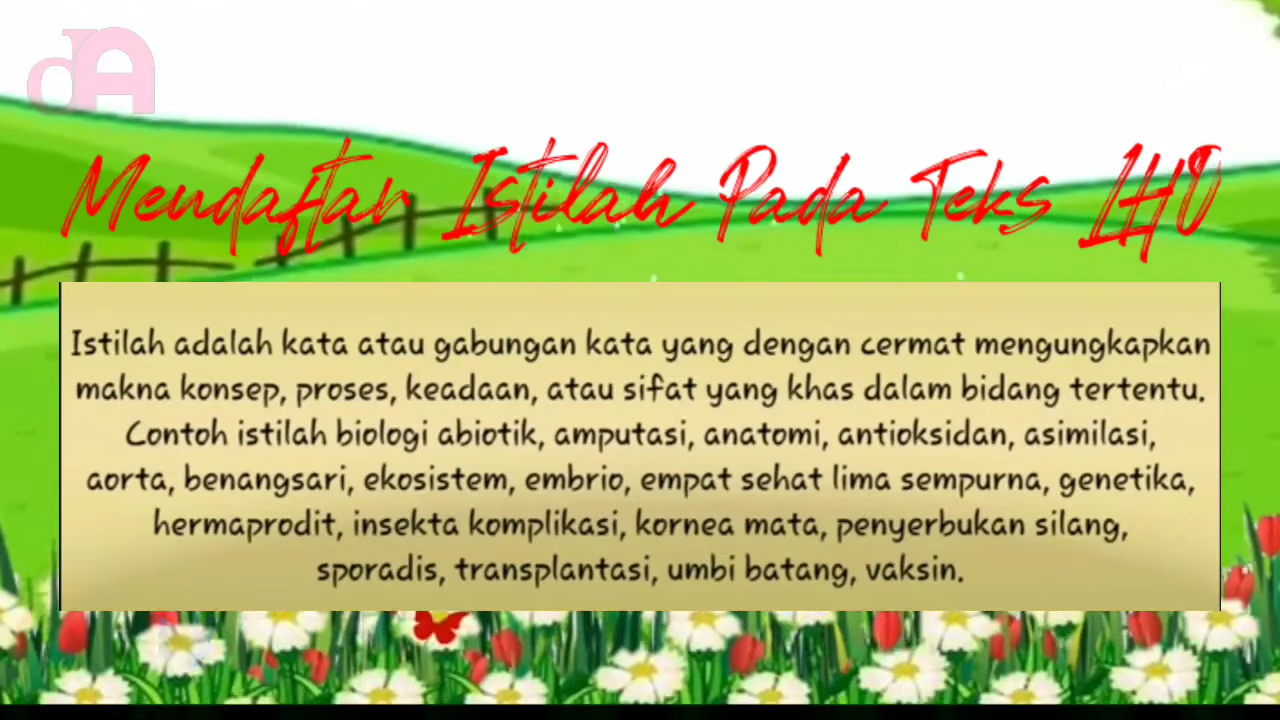 dA
Mendaftar Istilah Pada Teks LHO
Istilah adalah kata atau gabungan kata yang dengan cermat mengungkapkan
makna konsep, proses, keadaan, atau sifat yang khas dalam bidang tertentu.
Contoh istilah biologi abiotik, amputasi, anatomi, antioksidan, asimilasi,
aorta, benangsari, ekosistem, embrio, empat sehat lima sempurna, genetika,
hermaprodit, insekta komplikasi, kornea mata, penyerbukan silang,
sporadis, transplantasi, umbi batang, vaksin.